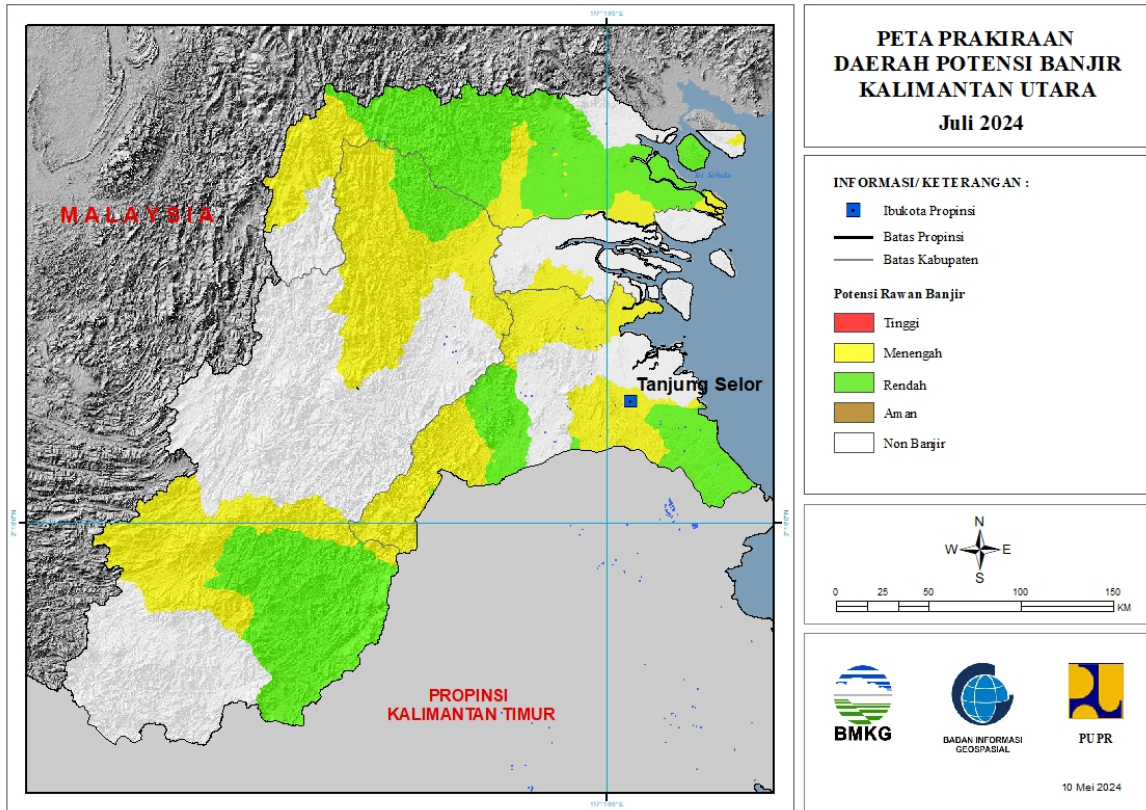 PETA PRAKIRAAN
DAERAH POTENSI BANJIR
KALIMANTAN UTARA
Juli 2024
INFORMASI/ KETERANGAN :
Ibukota Propinsi
Batas Propinsi
Batas Kabupaten
Potensi Rawan Banjir
Tinggi
Menengah
Rendah
Aman
Non Banjir
MALAYSIA
Tanjung Selor
PROPINSI
KALIMANTAN TIMUR
N
W E
S
0 25 50 100 150
KM
BMKG
BADAN INFORMASI
GEOSPASIAL
PUPR
10 Mei 2024